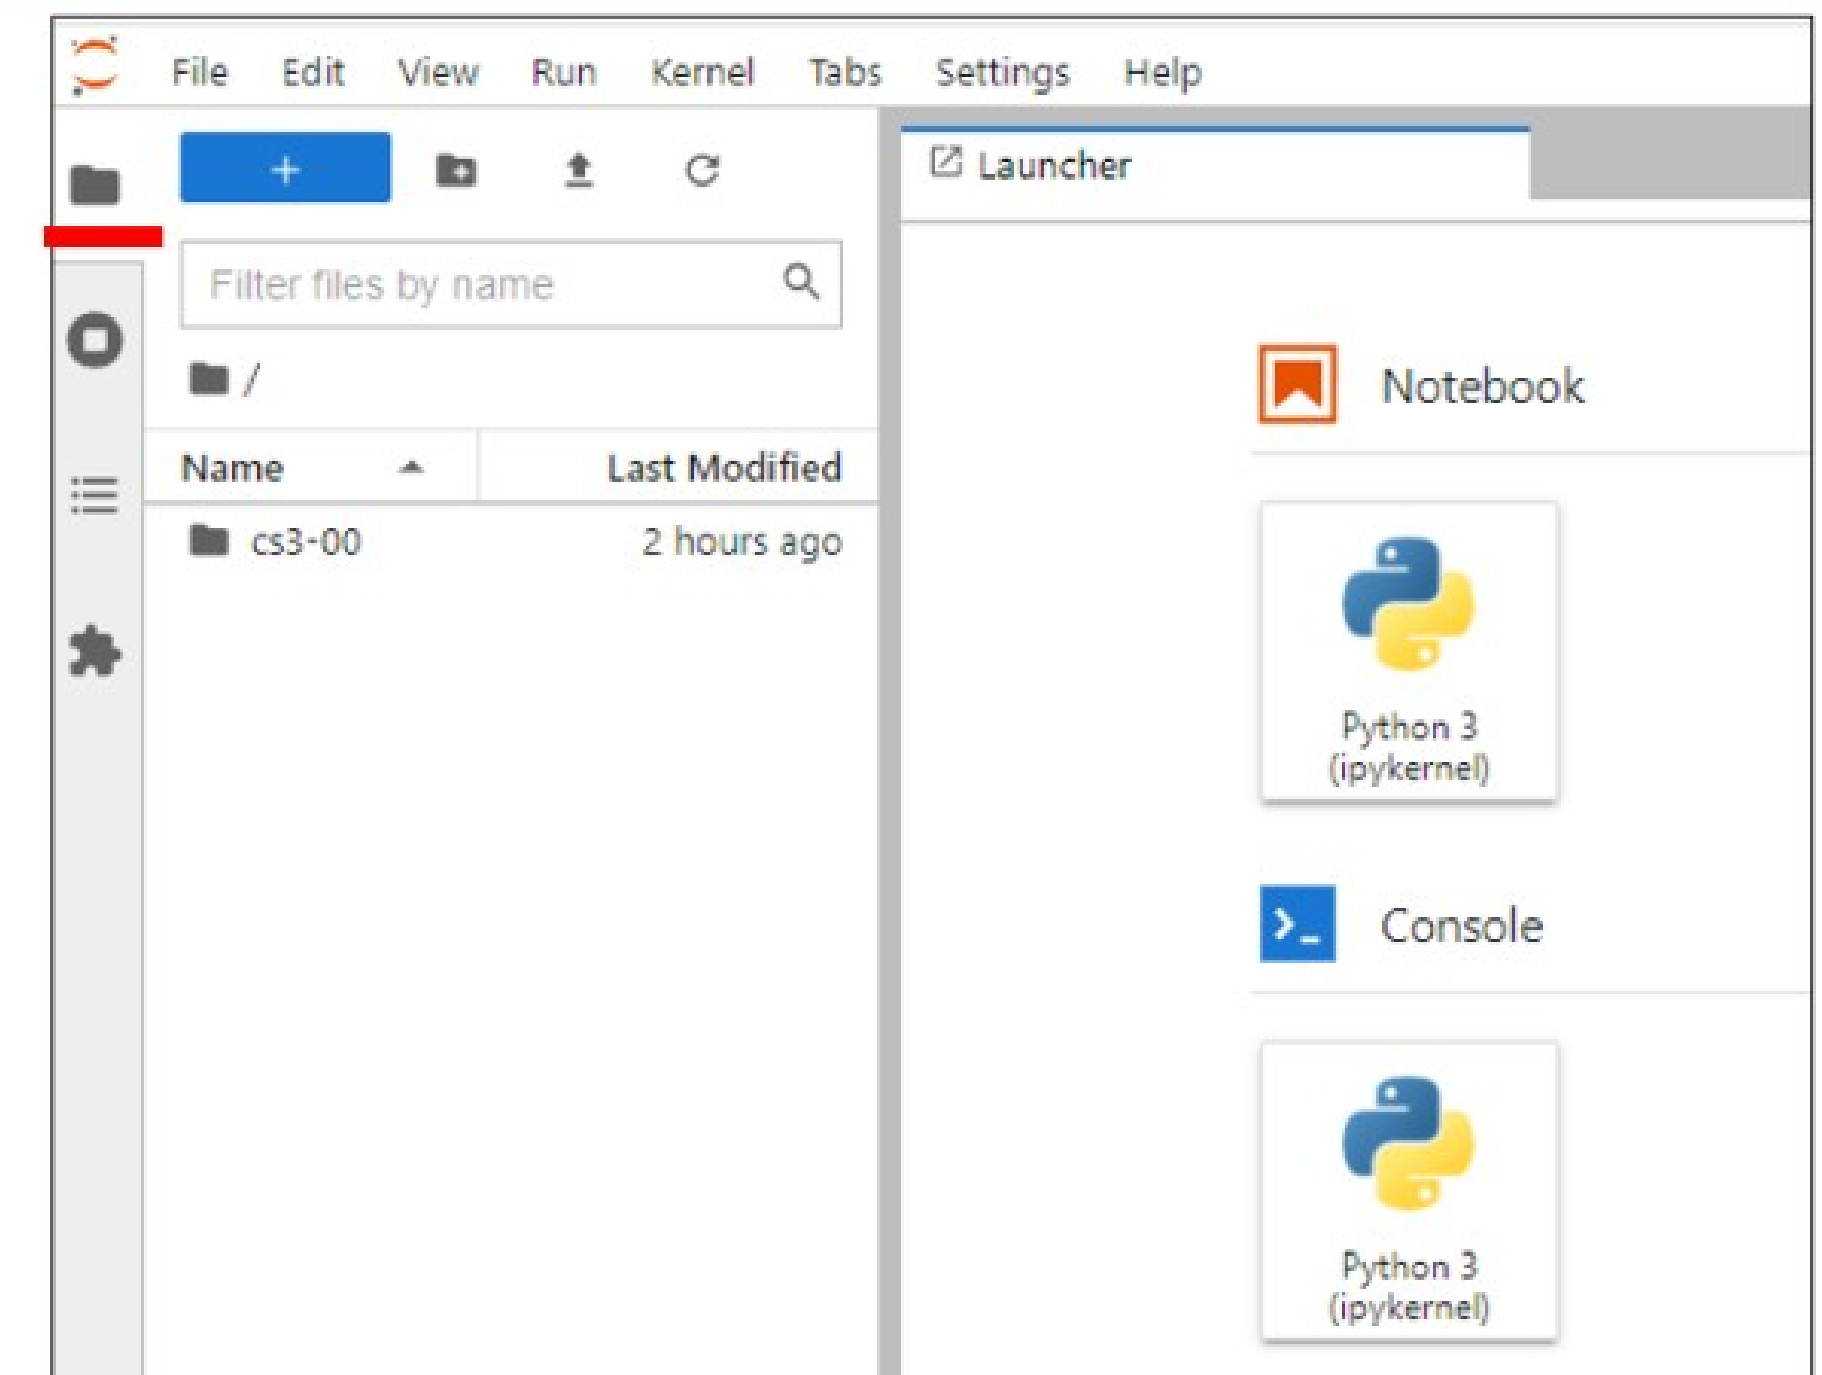 File Edit View Run Kernel Tabs Settings Help
+
Launcher
Filter files by name
/
Name Last Modified
cs3-00 2 hours ago
Notebook
Python 3
(ipykernel)
Console
Python 3
(ipykernel)